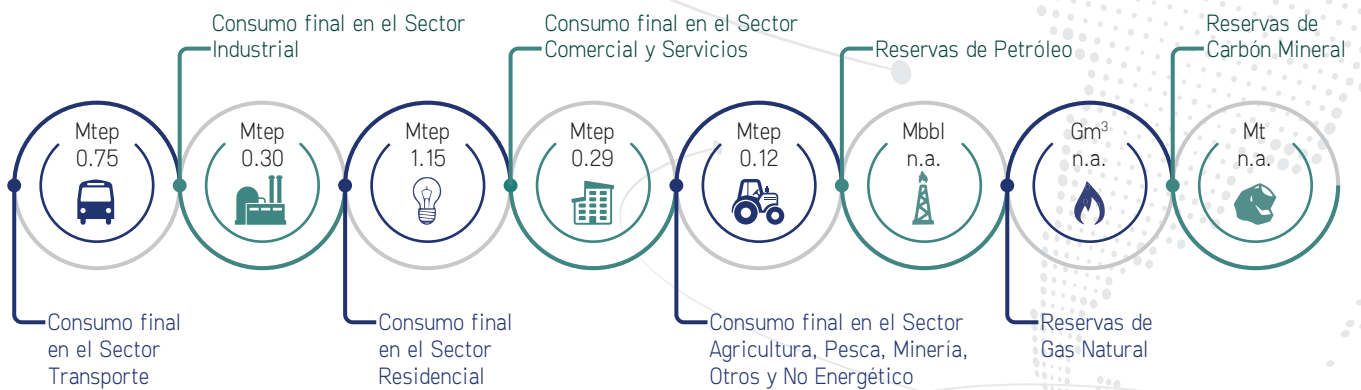 Consumo final en el Sector
Industrial
Consumo final en el Sector
Comercial y Servicios
Reservas de Petróleo
Reservas de
Carbón Mineral
Mtep
0.75
Mtep
0.30
Mtep
1.15
Mtep
0.29
Mtep
0.12
Mbbl
n.a.
Gm³
n.a.
Mt
n.a.
Consumo final
en el Sector
Transporte
Consumo final
en el Sector
Residencial
Consumo final en el Sector
Agricultura, Pesca, Minería,
Otros y No Energético
Reservas de
Gas Natural